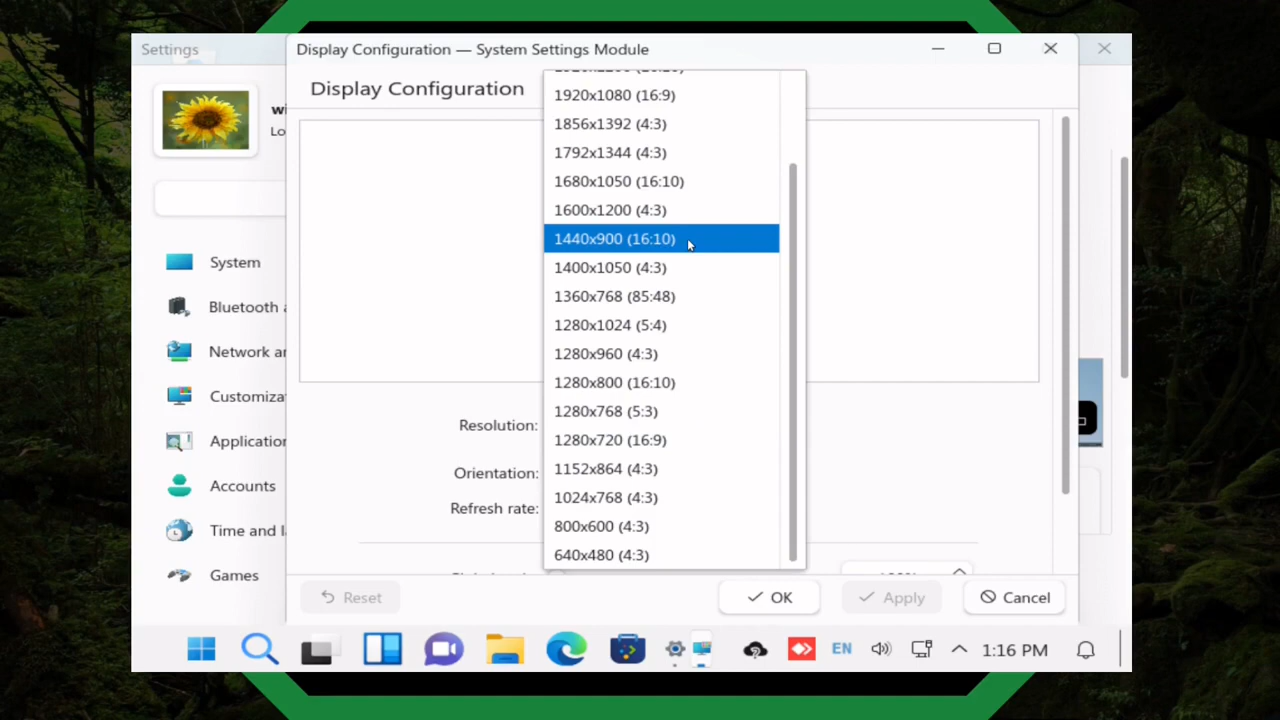 Settings
Display Configuration — System Settings Module
Display Configuration
1920x1080 (16:9)
1856x1392 (4:3)
1792x1344 (4:3)
1680x1050 (16:10)
1600x1200 (4:3)
1440x900 (16:10)
1400x1050 (4:3)
1360x768 (85:48)
1280x1024 (5:4)
1280x960 (4:3)
1280x800 (16:10)
1280x768 (5:3)
1280x720 (16:9)
1152x864 (4:3)
1024x768 (4:3)
800x600 (4:3)
640x480 (4:3)
Resolution:
Orientation:
Refresh rate:
System
Bluetooth
Network
Accounts
Time and
Games
Reset
OK
Apply
Cancel
EN
1:16 PM